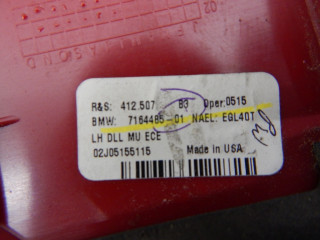 R&S: 412.507 B3 Oper:0515
BMW: 7164485-01 NAEL: EGL40T
LH DLL MU ECE
02J05155115 Made in USA